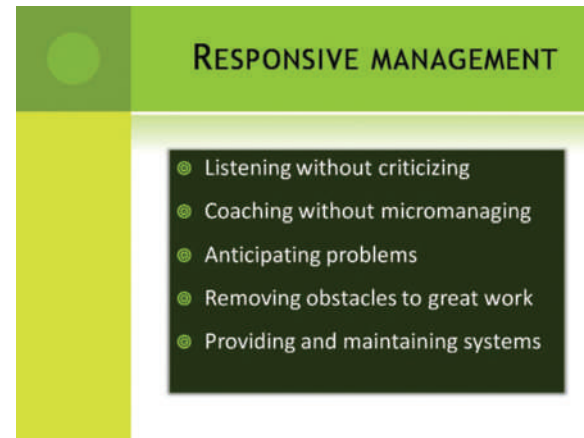 RESPONSIVE MANAGEMENT
Listening without criticizing
Coaching without micromanaging
Anticipating problems
Removing obstacles to great work
Providing and maintaining systems